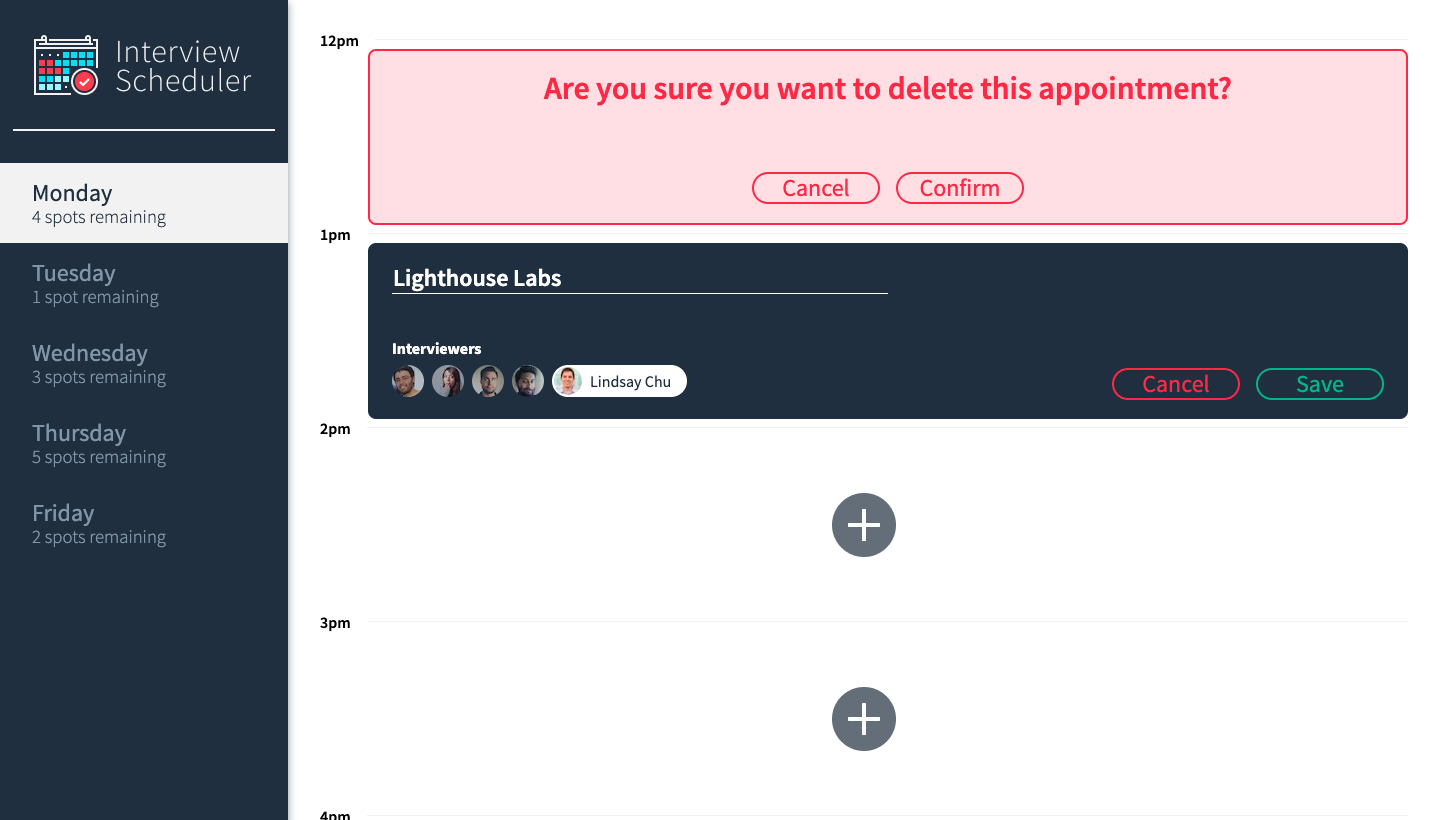 Interview
Scheduler
Monday
4 spots remaining
Tuesday
1 spot remaining
Wednesday
3 spots remaining
Thursday
5 spots remaining
Friday
2 spots remaining
12pm
Are you sure you want to delete this appointment?
Cancel Confirm
1pm
Lighthouse Labs
Interviewers
Lindsay Chu
Cancel Save
2pm
3pm
4pm